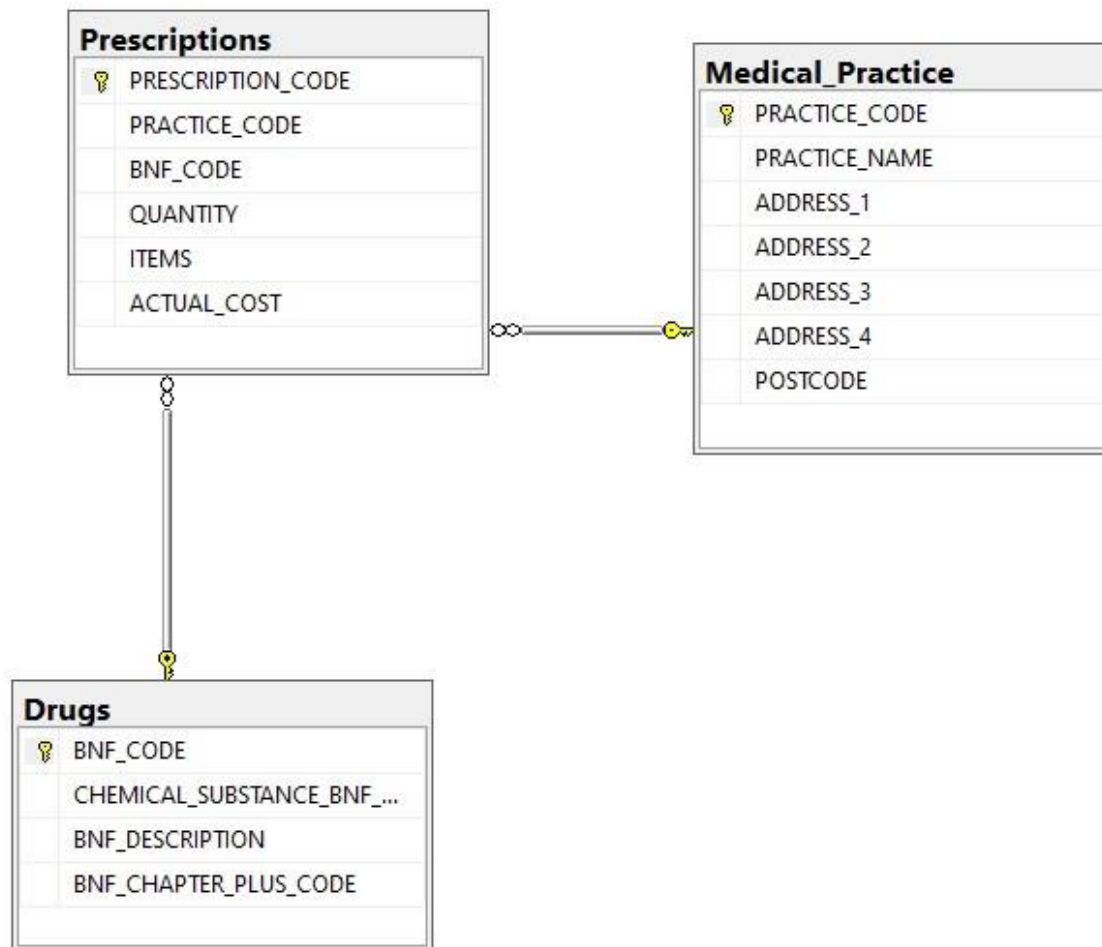 Prescriptions
PRESCRIPTION_CODE
PRACTICE_CODE
BNF_CODE
QUANTITY
ITEMS
ACTUAL_COST
Medical_Practice
PRACTICE_CODE
PRACTICE_NAME
ADDRESS_1
ADDRESS_2
ADDRESS_3
ADDRESS_4
POSTCODE
Drugs
BNF_CODE
CHEMICAL_SUBSTANCE_BNF_...
BNF_DESCRIPTION
BNF_CHAPTER_PLUS_CODE